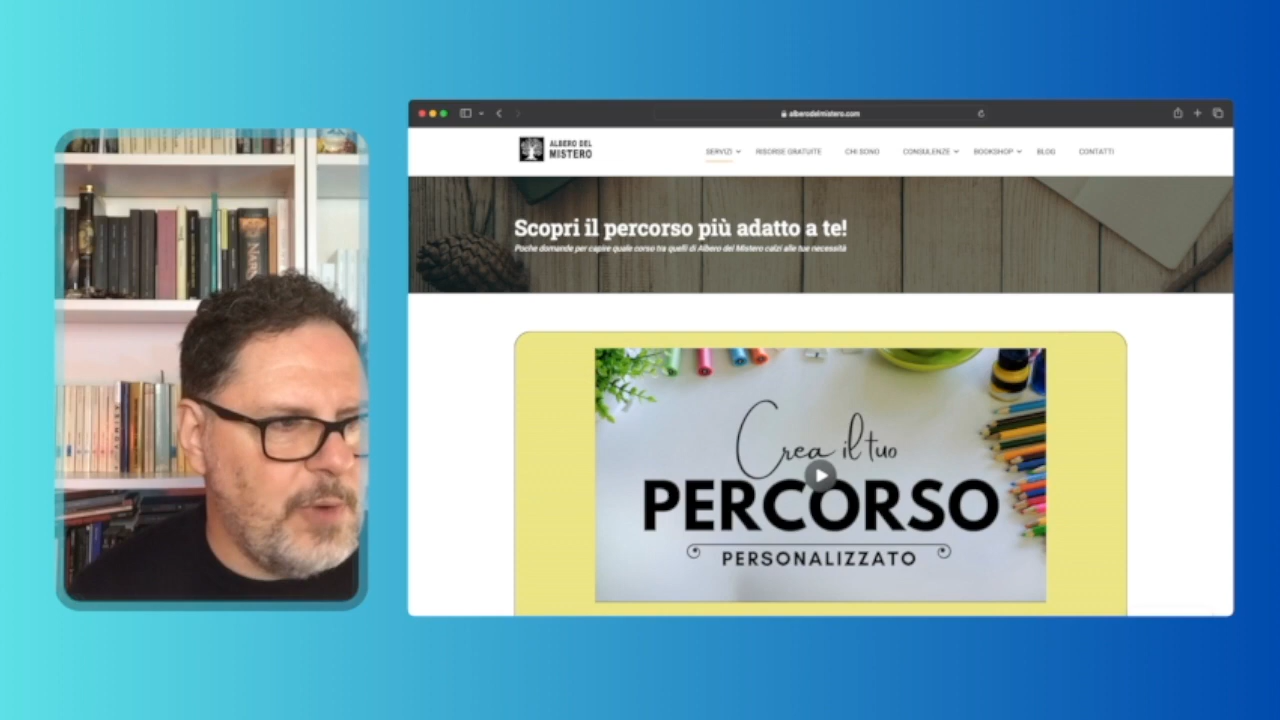 alberodelmistero.com
ALBERO DEL
MISTERO
SERVIZI
RISORSE GRATUITE
CHI SONO
CONSULENZE
BOOKSHOP
BLOG
CONTATTI
Scopri il percorso più adatto a te!
Poche domande per capire quale corso tra quelli di Albero del Mistero calzi alle tue necessità
Crea il tuo
PERCORSO
PERSONALIZZATO